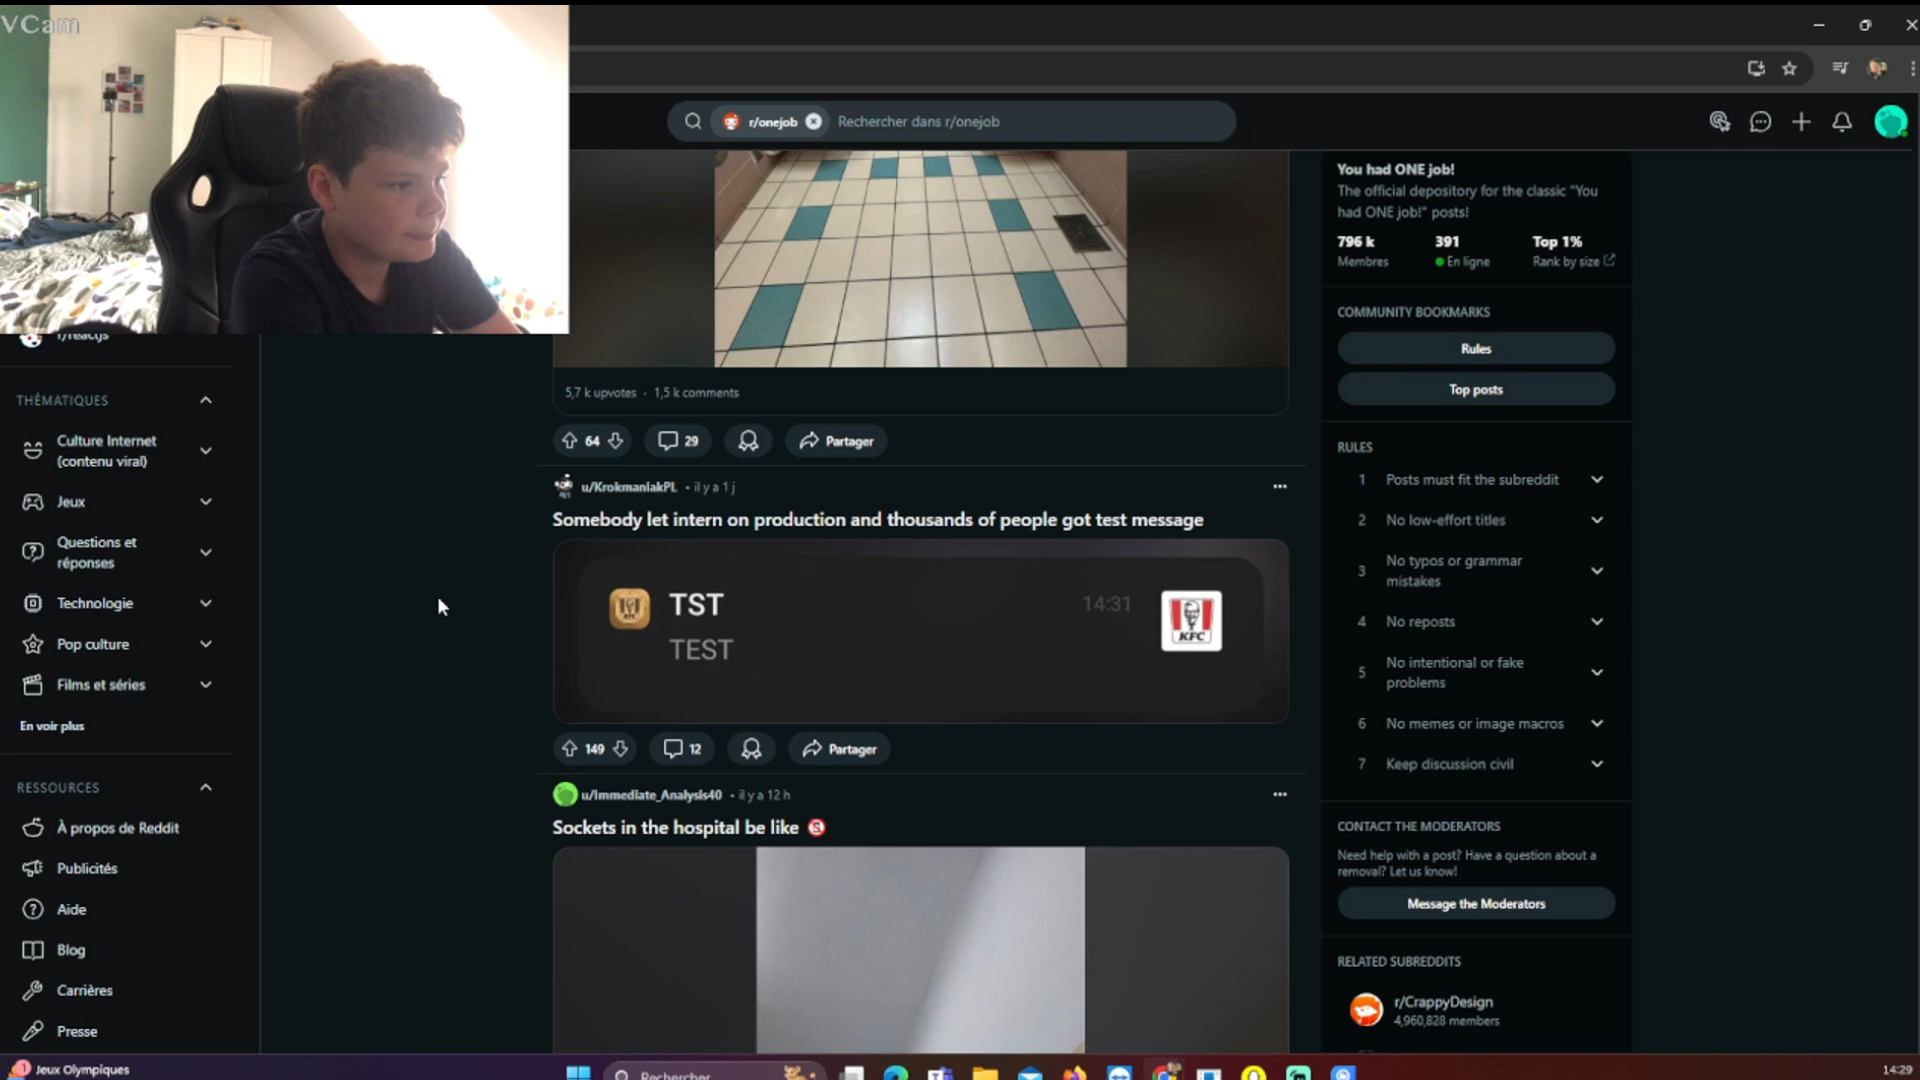 VCam
r/onejob
Rechercher dans r/onejob
5,7 k upvotes · 1,5 k comments
64
29
Partager
u/KrokmaniakPL • il y a 1 j
Somebody let intern on production and thousands of people got test message
TST
14:31
TEST
KFC
KFC
149
12
Partager
u/Immediate_Analysis40 • il y a 12 h
Sockets in the hospital be like
r/reactjs
THÉMATIQUES
Culture Internet
(contenu viral)
Jeux
Questions et
réponses
Technologie
Pop culture
Films et séries
En voir plus
RESSOURCES
À propos de Reddit
Publicités
Aide
Blog
Carrières
Presse
You had ONE job!
The official depository for the classic "You
had ONE job!" posts!
796 k
391
Top 1%
Membres
En ligne
Rank by size
COMMUNITY BOOKMARKS
Rules
Top posts
RULES
1 Posts must fit the subreddit
2 No low-effort titles
3 No typos or grammar
mistakes
4 No reposts
5 No intentional or fake
problems
6 No memes or image macros
7 Keep discussion civil
CONTACT THE MODERATORS
Need help with a post? Have a question about a
removal? Let us know!
Message the Moderators
RELATED SUBREDDITS
r/CrappyDesign
4,960,828 members
1
Jeux Olympiques
Rechercher
14:29